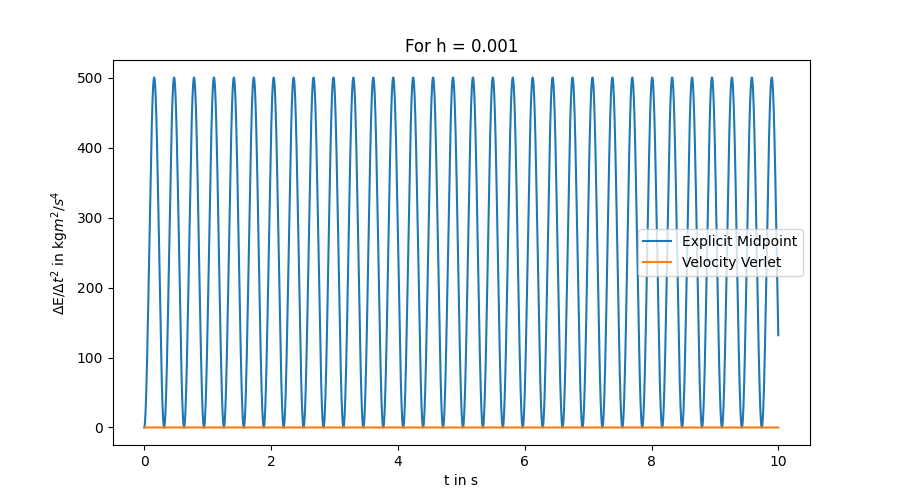 For h = 0.001
500
400
300
200
100
0
ΔE/Δt² in kgm²/s⁴
Explicit Midpoint
Velocity Verlet
0 2 4 6 8 10
t in s